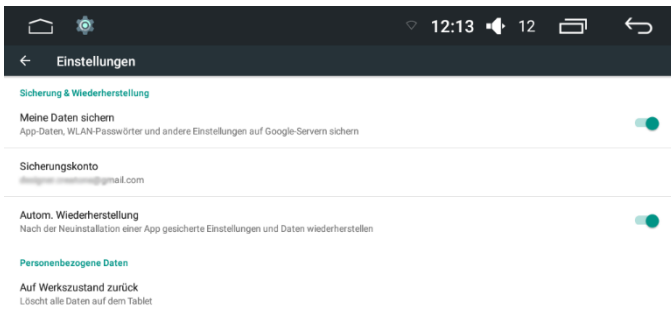 12:13 12
Einstellungen
Sicherung & Wiederherstellung
Meine Daten sichern
App-Daten, WLAN-Passwörter und andere Einstellungen auf Google-Servern sichern
Sicherungskonto
@gmail.com
Autom. Wiederherstellung
Nach der Neuinstallation einer App gesicherte Einstellungen und Daten wiederherstellen
Personenbezogene Daten
Auf Werkszustand zurück
Löscht alle Daten auf dem Tablet